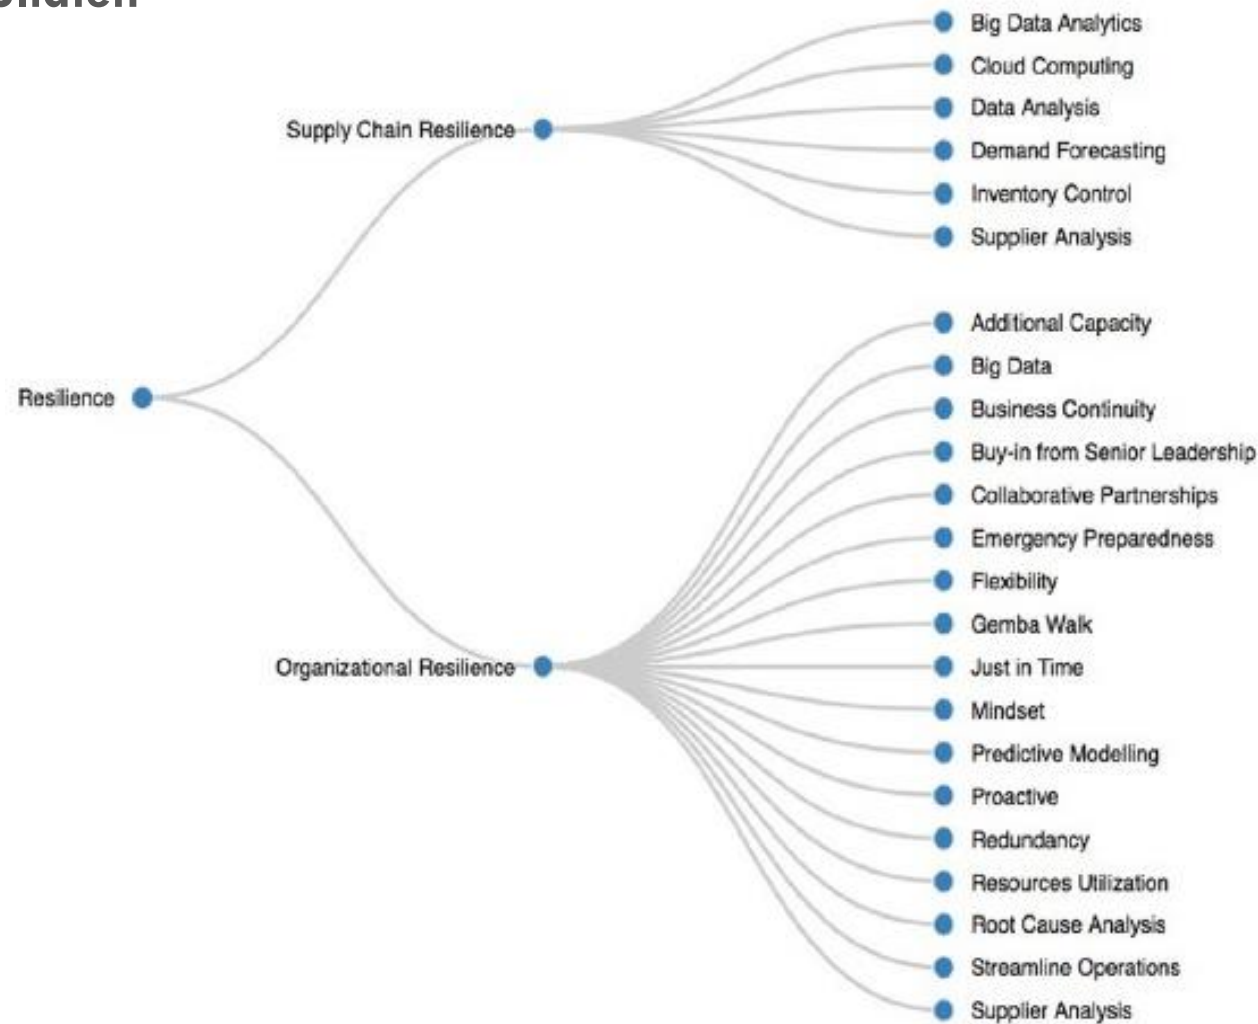 Supply Chain Resilience
Big Data Analytics
Cloud Computing
Data Analysis
Demand Forecasting
Inventory Control
Supplier Analysis
Resilience
Organizational Resilience
Additional Capacity
Big Data
Business Continuity
Buy-in from Senior Leadership
Collaborative Partnerships
Emergency Preparedness
Flexibility
Gemba Walk
Just in Time
Mindset
Predictive Modelling
Proactive
Redundancy
Resources Utilization
Root Cause Analysis
Streamline Operations
Supplier Analysis